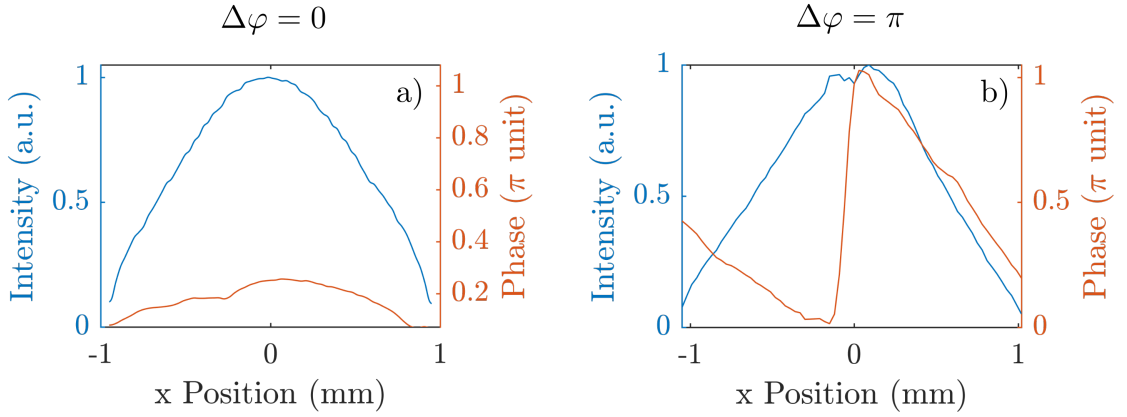 Δφ = 0
a)
Intensity (a.u.)
1
0.5
0
Phase (π unit)
1
0.8
0.6
0.4
0.2
-1
0
1
x Position (mm)
Δφ = π
b)
Intensity (a.u.)
1
0.5
0
Phase (π unit)
1
0.5
0
-1
0
1
x Position (mm)